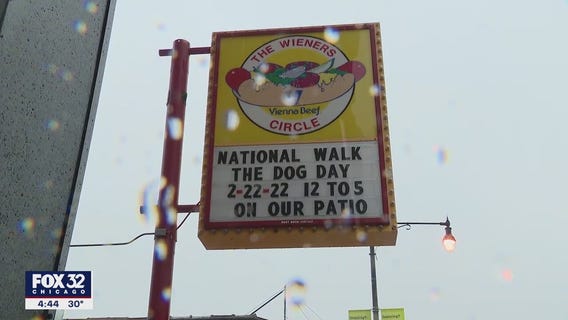 THE WIENERS
Vienna Beef
CIRCLE
NATIONAL WALK
THE DOG DAY
2-22-22 12 TO 5
ON OUR PATIO
FOX 32
CHICAGO
4:44 30°